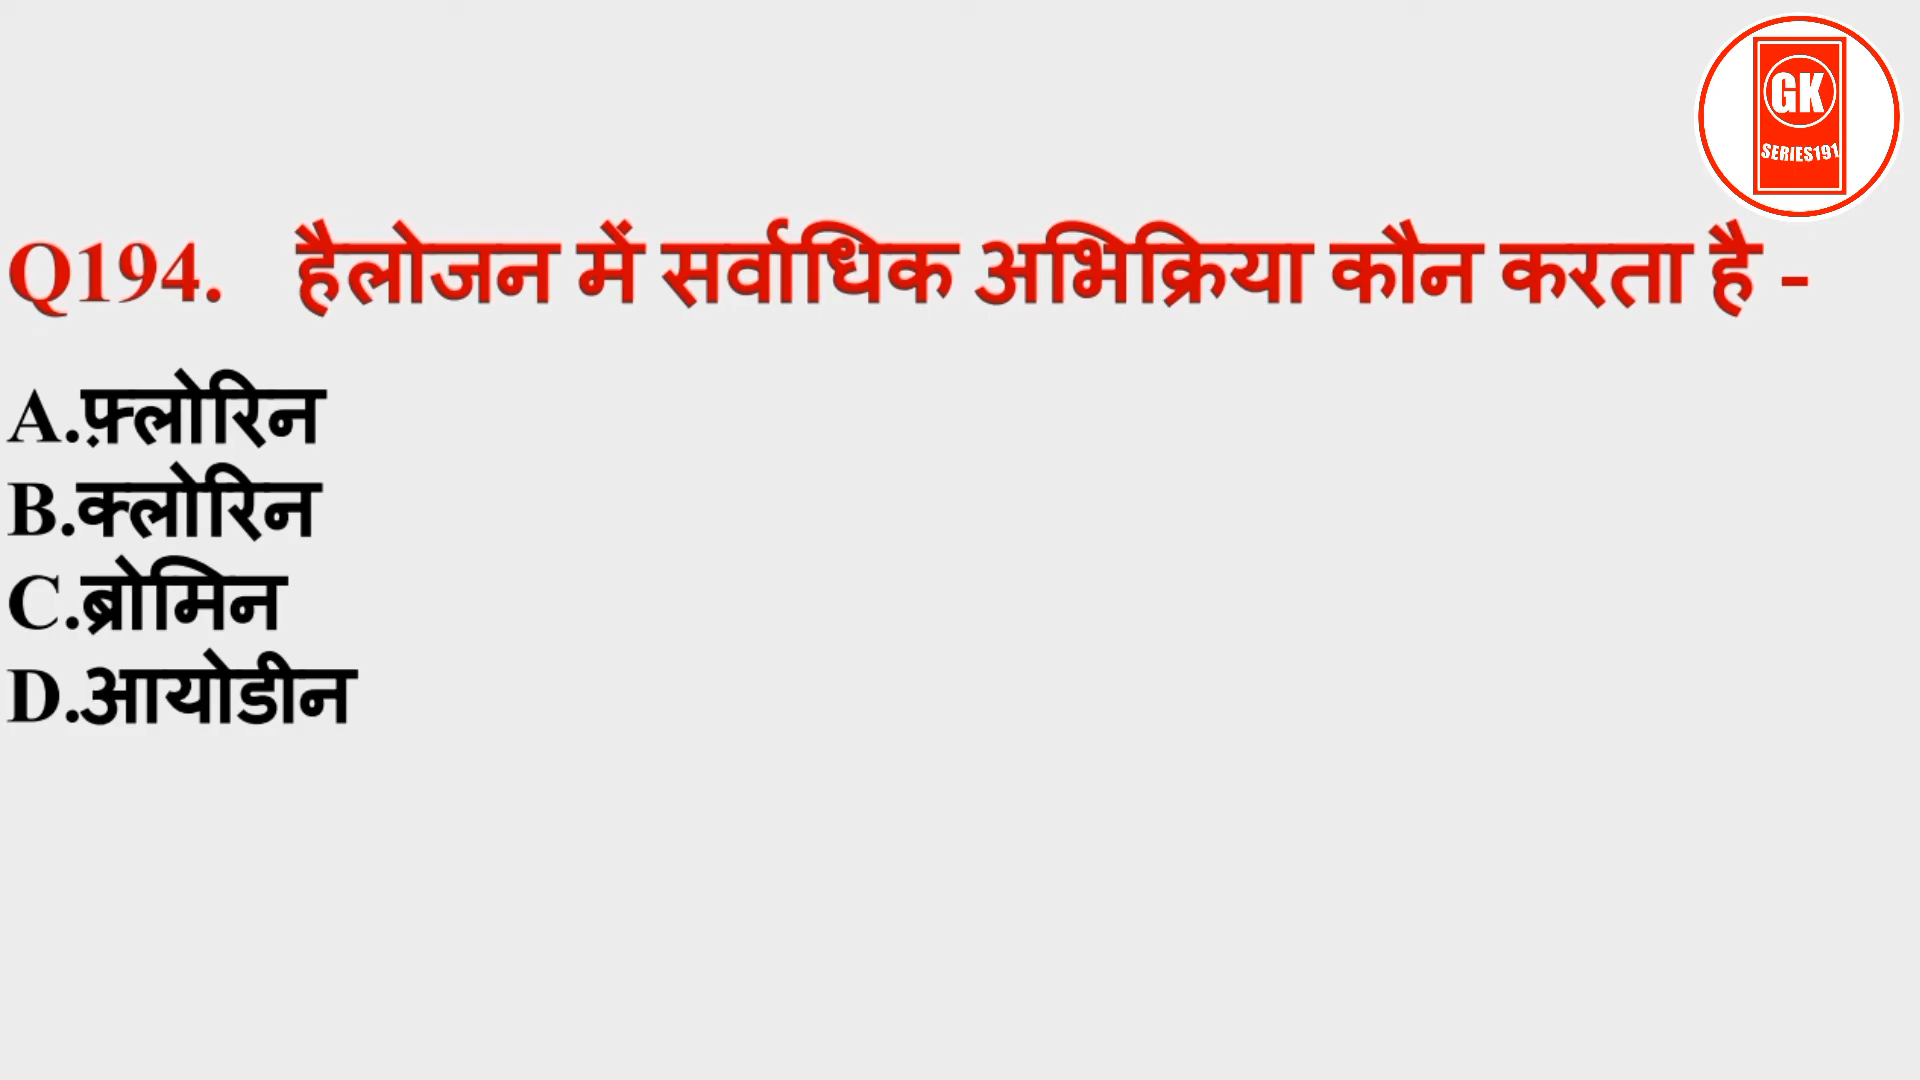 GK
SERIES191
Q194. हैलोजन में सर्वाधिक अभिक्रिया कौन करता है -
A.फ़्लोरिन
B.क्लोरिन
C.ब्रोमिन
D.आयोडीन